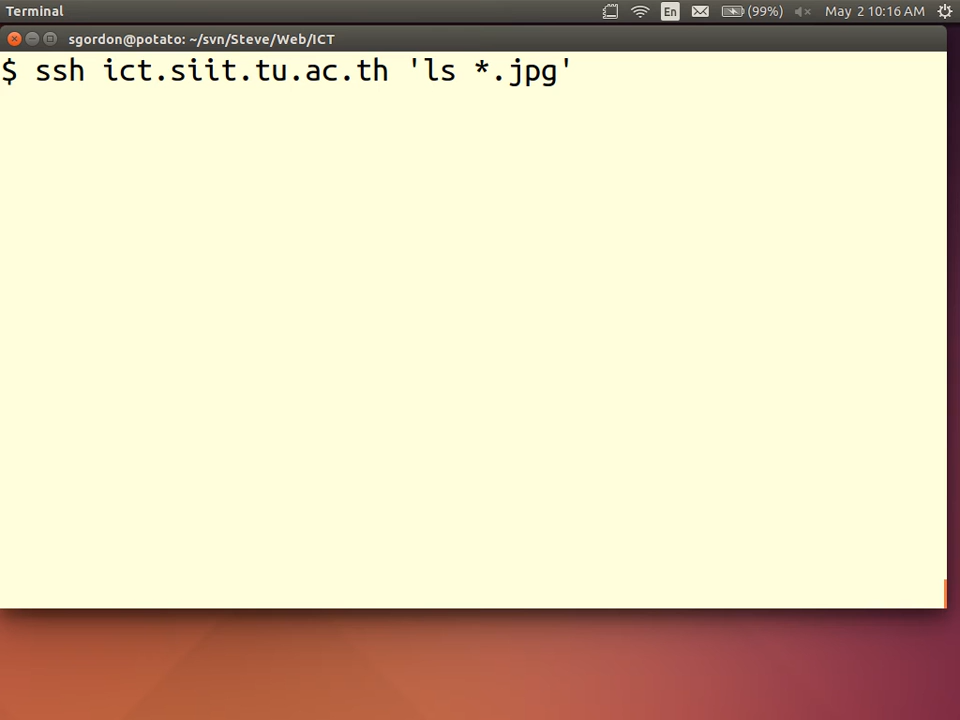 Terminal En (99%) May 2 10:16 AM
sgordon@potato: ~/svn/Steve/Web/ICT
$ ssh ict.siit.tu.ac.th 'ls *.jpg'